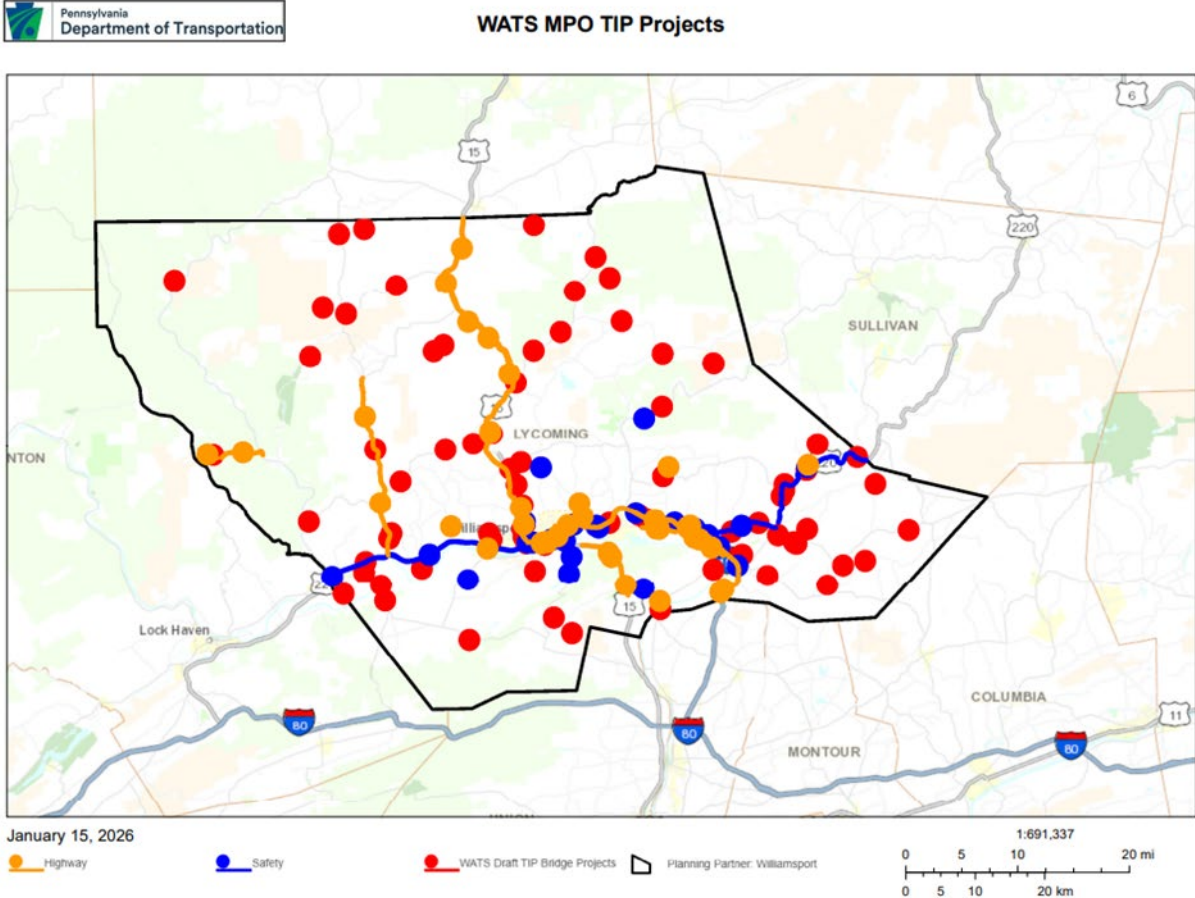 Pennsylvania
Department of Transportation
WATS MPO TIP Projects
6
15
220
SULLIVAN
LYCOMING
NTON
15
Lock Haven
80
80
80
COLUMBIA
11
MONTOUR
January 15, 2026
1:691,337
Highway
Safety
WATS Draft TIP Bridge Projects
Planning Partner: Williamsport
0 5 10 20 mi
0 5 10 20 km